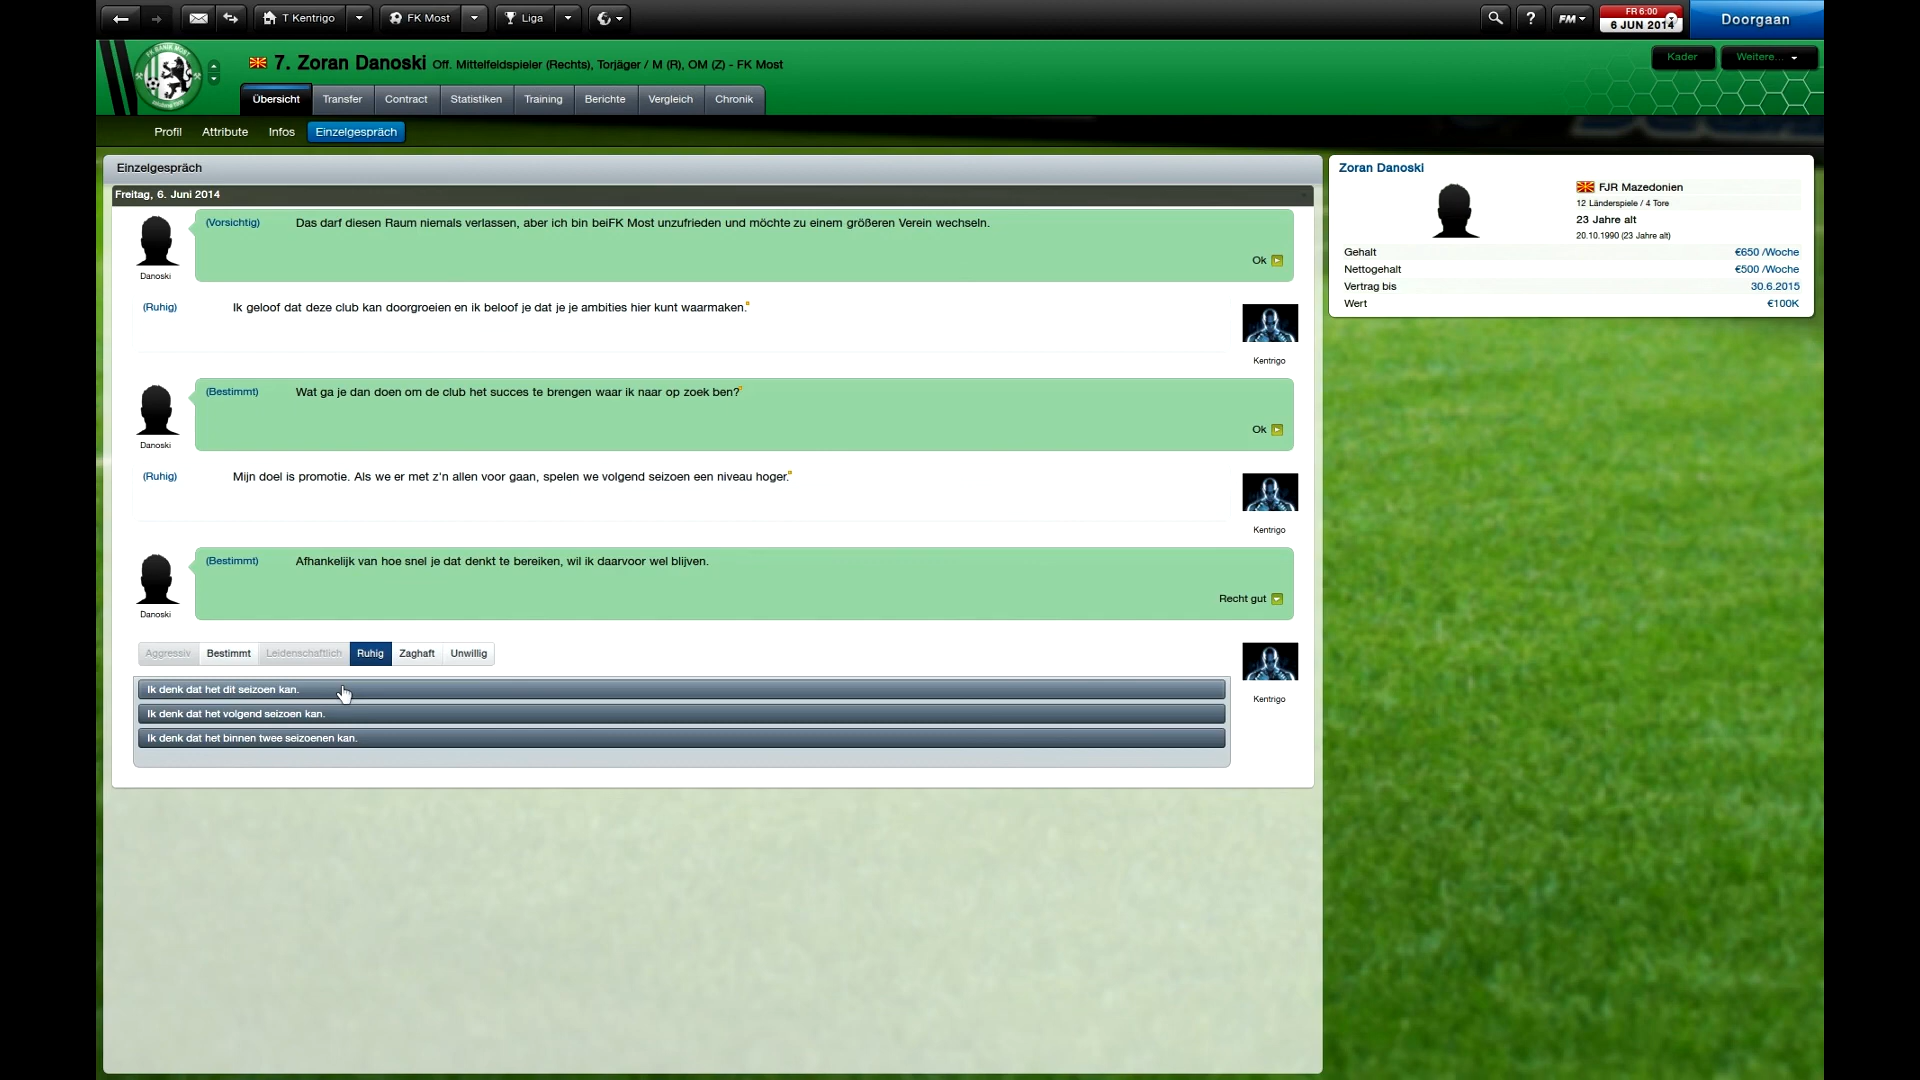 T Kentrigo
FK Most
Liga
?
FM
FR 6:00
6 JUN 2014
Doorgaan
7. Zoran Danoski Off. Mittelfeldspieler (Rechts), Torjäger / M (R), OM (Z) - FK Most
Kader
Weitere...
Übersicht
Transfer
Contract
Statistiken
Training
Berichte
Vergleich
Chronik
Profil
Attribute
Infos
Einzelgespräch
Einzelgespräch
Freitag, 6. Juni 2014
(Vorsichtig) Das darf diesen Raum niemals verlassen, aber ich bin beiFK Most unzufrieden und möchte zu einem größeren Verein wechseln.
Ok
Danoski
(Ruhig) Ik geloof dat deze club kan doorgroeien en ik beloof je dat je je ambities hier kunt waarmaken.
Kentrigo
(Bestimmt) Wat ga je dan doen om de club het succes te brengen waar ik naar op zoek ben?
Ok
Danoski
(Ruhig) Mijn doel is promotie. Als we er met z'n allen voor gaan, spelen we volgend seizoen een niveau hoger.
Kentrigo
(Bestimmt) Afhankelijk van hoe snel je dat denkt te bereiken, wil ik daarvoor wel blijven.
Recht gut
Danoski
Aggressiv
Bestimmt
Leidenschaftlich
Ruhig
Zaghaft
Unwillig
Ik denk dat het dit seizoen kan.
Ik denk dat het volgend seizoen kan.
Ik denk dat het binnen twee seizoenen kan.
Kentrigo
Zoran Danoski
FJR Mazedonien
12 Länderspiele / 4 Tore
23 Jahre alt
20.10.1990 (23 Jahre alt)
Gehalt €650 /Woche
Nettogehalt €500 /Woche
Vertrag bis 30.6.2015
Wert €100K